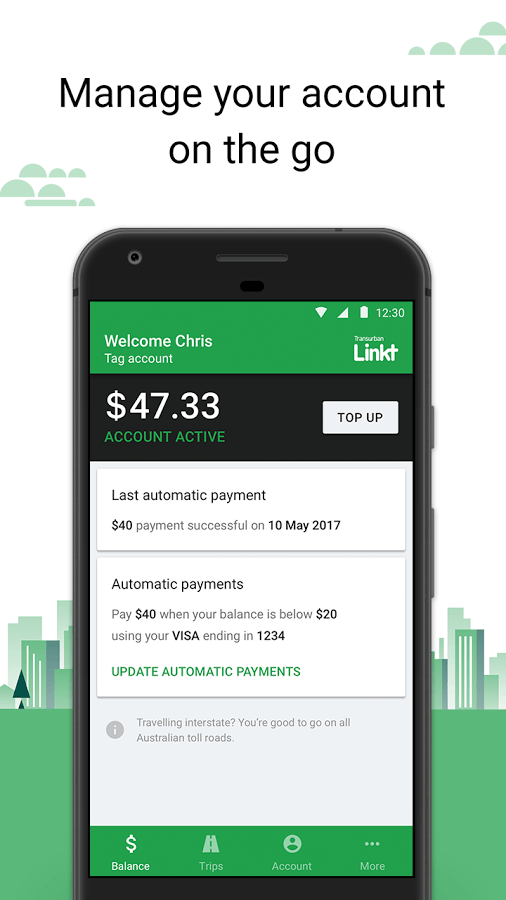 Manage your account
on the go
12:30
Welcome Chris
Tag account
Transurban
Linkt
$47.33
ACCOUNT ACTIVE
TOP UP
Last automatic payment
$40 payment successful on 10 May 2017
Automatic payments
Pay $40 when your balance is below $20
using your VISA ending in 1234
UPDATE AUTOMATIC PAYMENTS
Travelling interstate? You're good to go on all
Australian toll roads.
Balance
Trips
Account
More